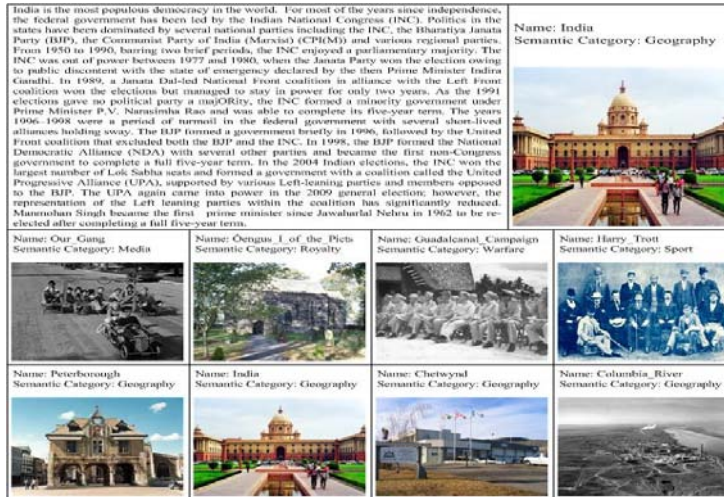 India is the most populous democracy in the world. For most of the years since independence,
the federal government has been led by the Indian National Congress (INC). Politics in the
states have been dominated by several national parties including the INC, the Bharatiya Janata
Party (BJP), the Communist Party of India (Marxist) (CPI(M)) and various regional parties.
From 1950 to 1990, barring two brief periods, the INC enjoyed a parliamentary majority. The
INC was out of power between 1977 and 1980, when the Janata Party won the election owing
to public discontent with the state of emergency declared by the then Prime Minister Indira
Gandhi. In 1989, a Janata Dal-led National Front coalition in alliance with the Left Front
coalition won the elections but managed to stay in power for only two years. As the 1991
elections gave no political party a majORity, the INC formed a minority government under
Prime Minister P.V. Narasimha Rao and was able to complete its five-year term. The years
1996-1998 were a period of turmoil in the federal government with several short-lived
alliances holding sway. The BJP formed a government briefly in 1996, followed by the United
Front coalition that excluded both the BJP and the INC. In 1998, the BJP formed the National
Democratic Alliance (NDA) with several other parties and became the first non-Congress
government to complete a full five-year term. In the 2004 Indian elections, the INC won the
largest number of Lok Sabha seats and formed a government with a coalition called the United
Progressive Alliance (UPA), supported by various Left-leaning parties and members opposed
to the BJP. The UPA again came into power in the 2009 general election; however, the
representation of the Left leaning parties within the coalition has significantly reduced.
Manmohan Singh became the first prime minister since Jawaharlal Nehru in 1962 to be re-
elected after completing a full five-year term.
Name: India
Semantic Category: Geography
Name: Our_Gang
Semantic Category: Media
Name: Óengus_I_of_the_Picts
Semantic Category: Royalty
Name: Guadalcanal_Campaign
Semantic Category: Warfare
Name: Harry_Trott
Semantic Category: Sport
Name: Peterborough
Semantic Category: Geography
Name: India
Semantic Category: Geography
Name: Chetwynd
Semantic Category: Geography
Name: Columbia_River
Semantic Category: Geography